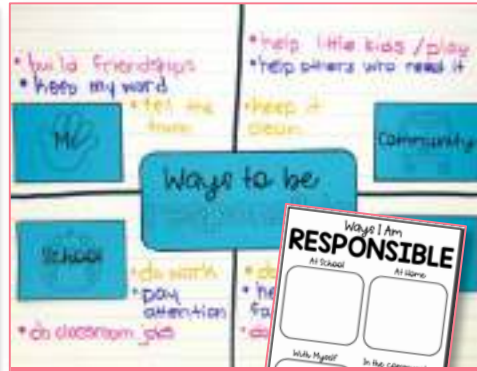 • build friendships
• keep my word
• tell the
Me
• help little kids / play
• help others who need it
• keep it
clean
Community
Ways to be
School
• do work
• pay
attention
• do classroom jobs
Ways I Am
RESPONSIBLE
At School
At Home
With Myself
In the